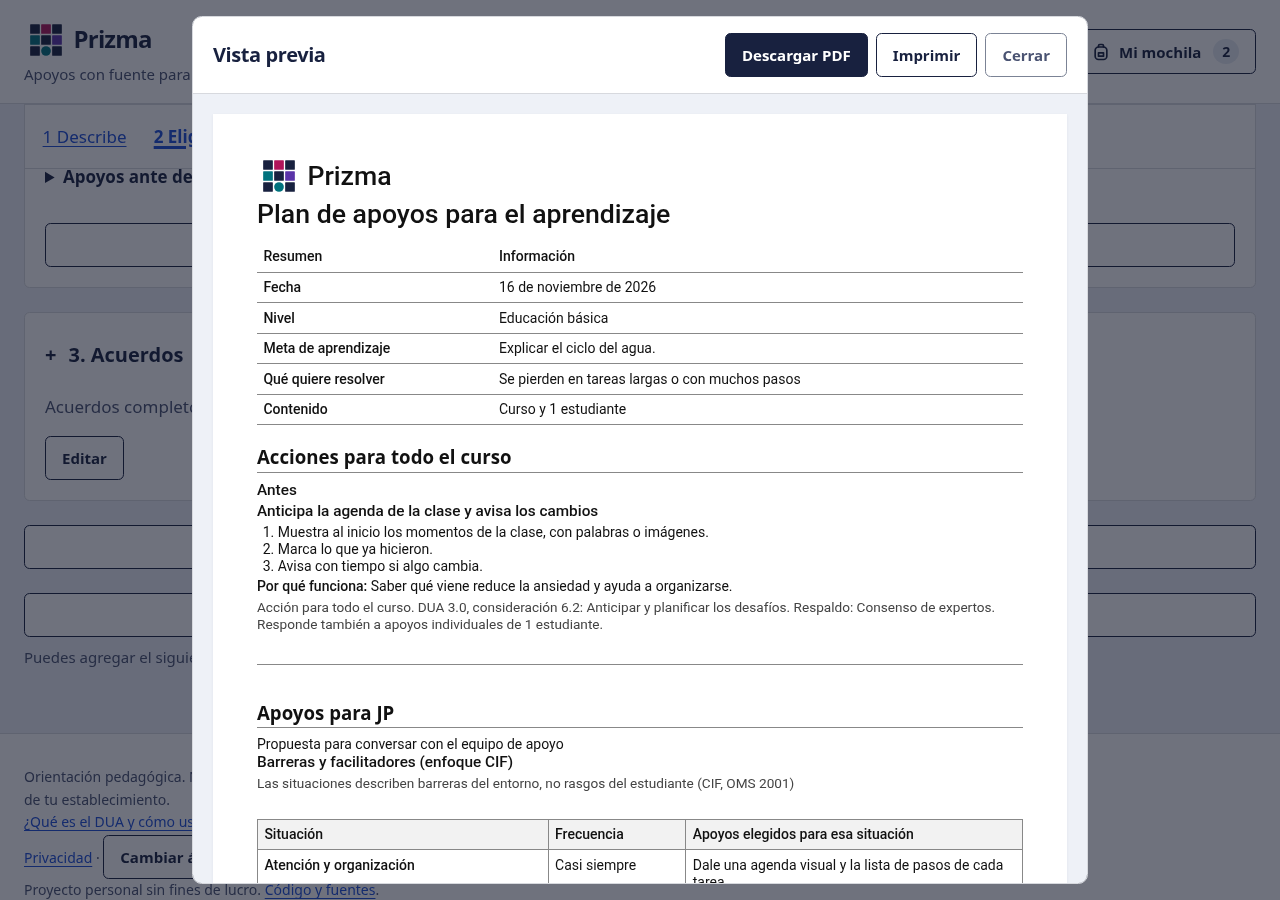 Prizma
Apoyos con fuente para
Mi mochila 2
1 Describe
2 Elig
Apoyos ante de
+ 3. Acuerdos
Acuerdos complet
Editar
Puedes agregar el siguie
Orientación pedagógica.
de tu establecimiento.
¿Qué es el DUA y cómo us
Privacidad ·
Cambiar á
Proyecto personal sin fines de lucro. Código y fuentes.
Vista previa
Descargar PDF
Imprimir
Cerrar
Prizma
Plan de apoyos para el aprendizaje
Resumen Información
Fecha 16 de noviembre de 2026
Nivel Educación básica
Meta de aprendizaje Explicar el ciclo del agua.
Qué quiere resolver Se pierden en tareas largas o con muchos pasos
Contenido Curso y 1 estudiante
Acciones para todo el curso
Antes
Anticipa la agenda de la clase y avisa los cambios
1. Muestra al inicio los momentos de la clase, con palabras o imágenes.
2. Marca lo que ya hicieron.
3. Avisa con tiempo si algo cambia.
Por qué funciona: Saber qué viene reduce la ansiedad y ayuda a organizarse.
Acción para todo el curso. DUA 3.0, consideración 6.2: Anticipar y planificar los desafíos. Respaldo: Consenso de expertos.
Responde también a apoyos individuales de 1 estudiante.
Apoyos para JP
Propuesta para conversar con el equipo de apoyo
Barreras y facilitadores (enfoque CIF)
Las situaciones describen barreras del entorno, no rasgos del estudiante (CIF, OMS 2001)
Situación Frecuencia Apoyos elegidos para esa situación
Atención y organización Casi siempre Dale una agenda visual y la lista de pasos de cada
tarea